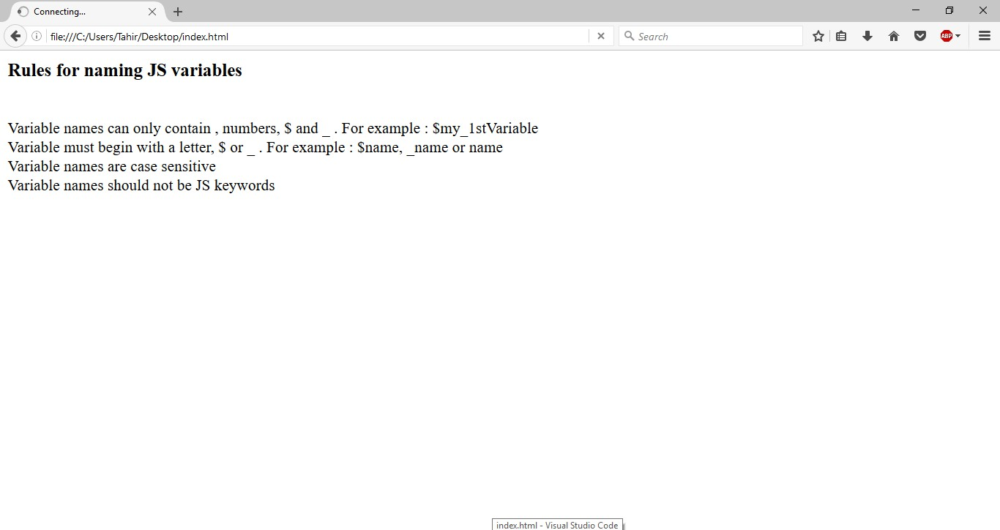 Connecting...
file:///C:/Users/Tahir/Desktop/index.html
Search
ABP
Rules for naming JS variables
Variable names can only contain , numbers, $ and _ . For example : $my_1stVariable
Variable must begin with a letter, $ or _ . For example : $name, _name or name
Variable names are case sensitive
Variable names should not be JS keywords
index.html - Visual Studio Code